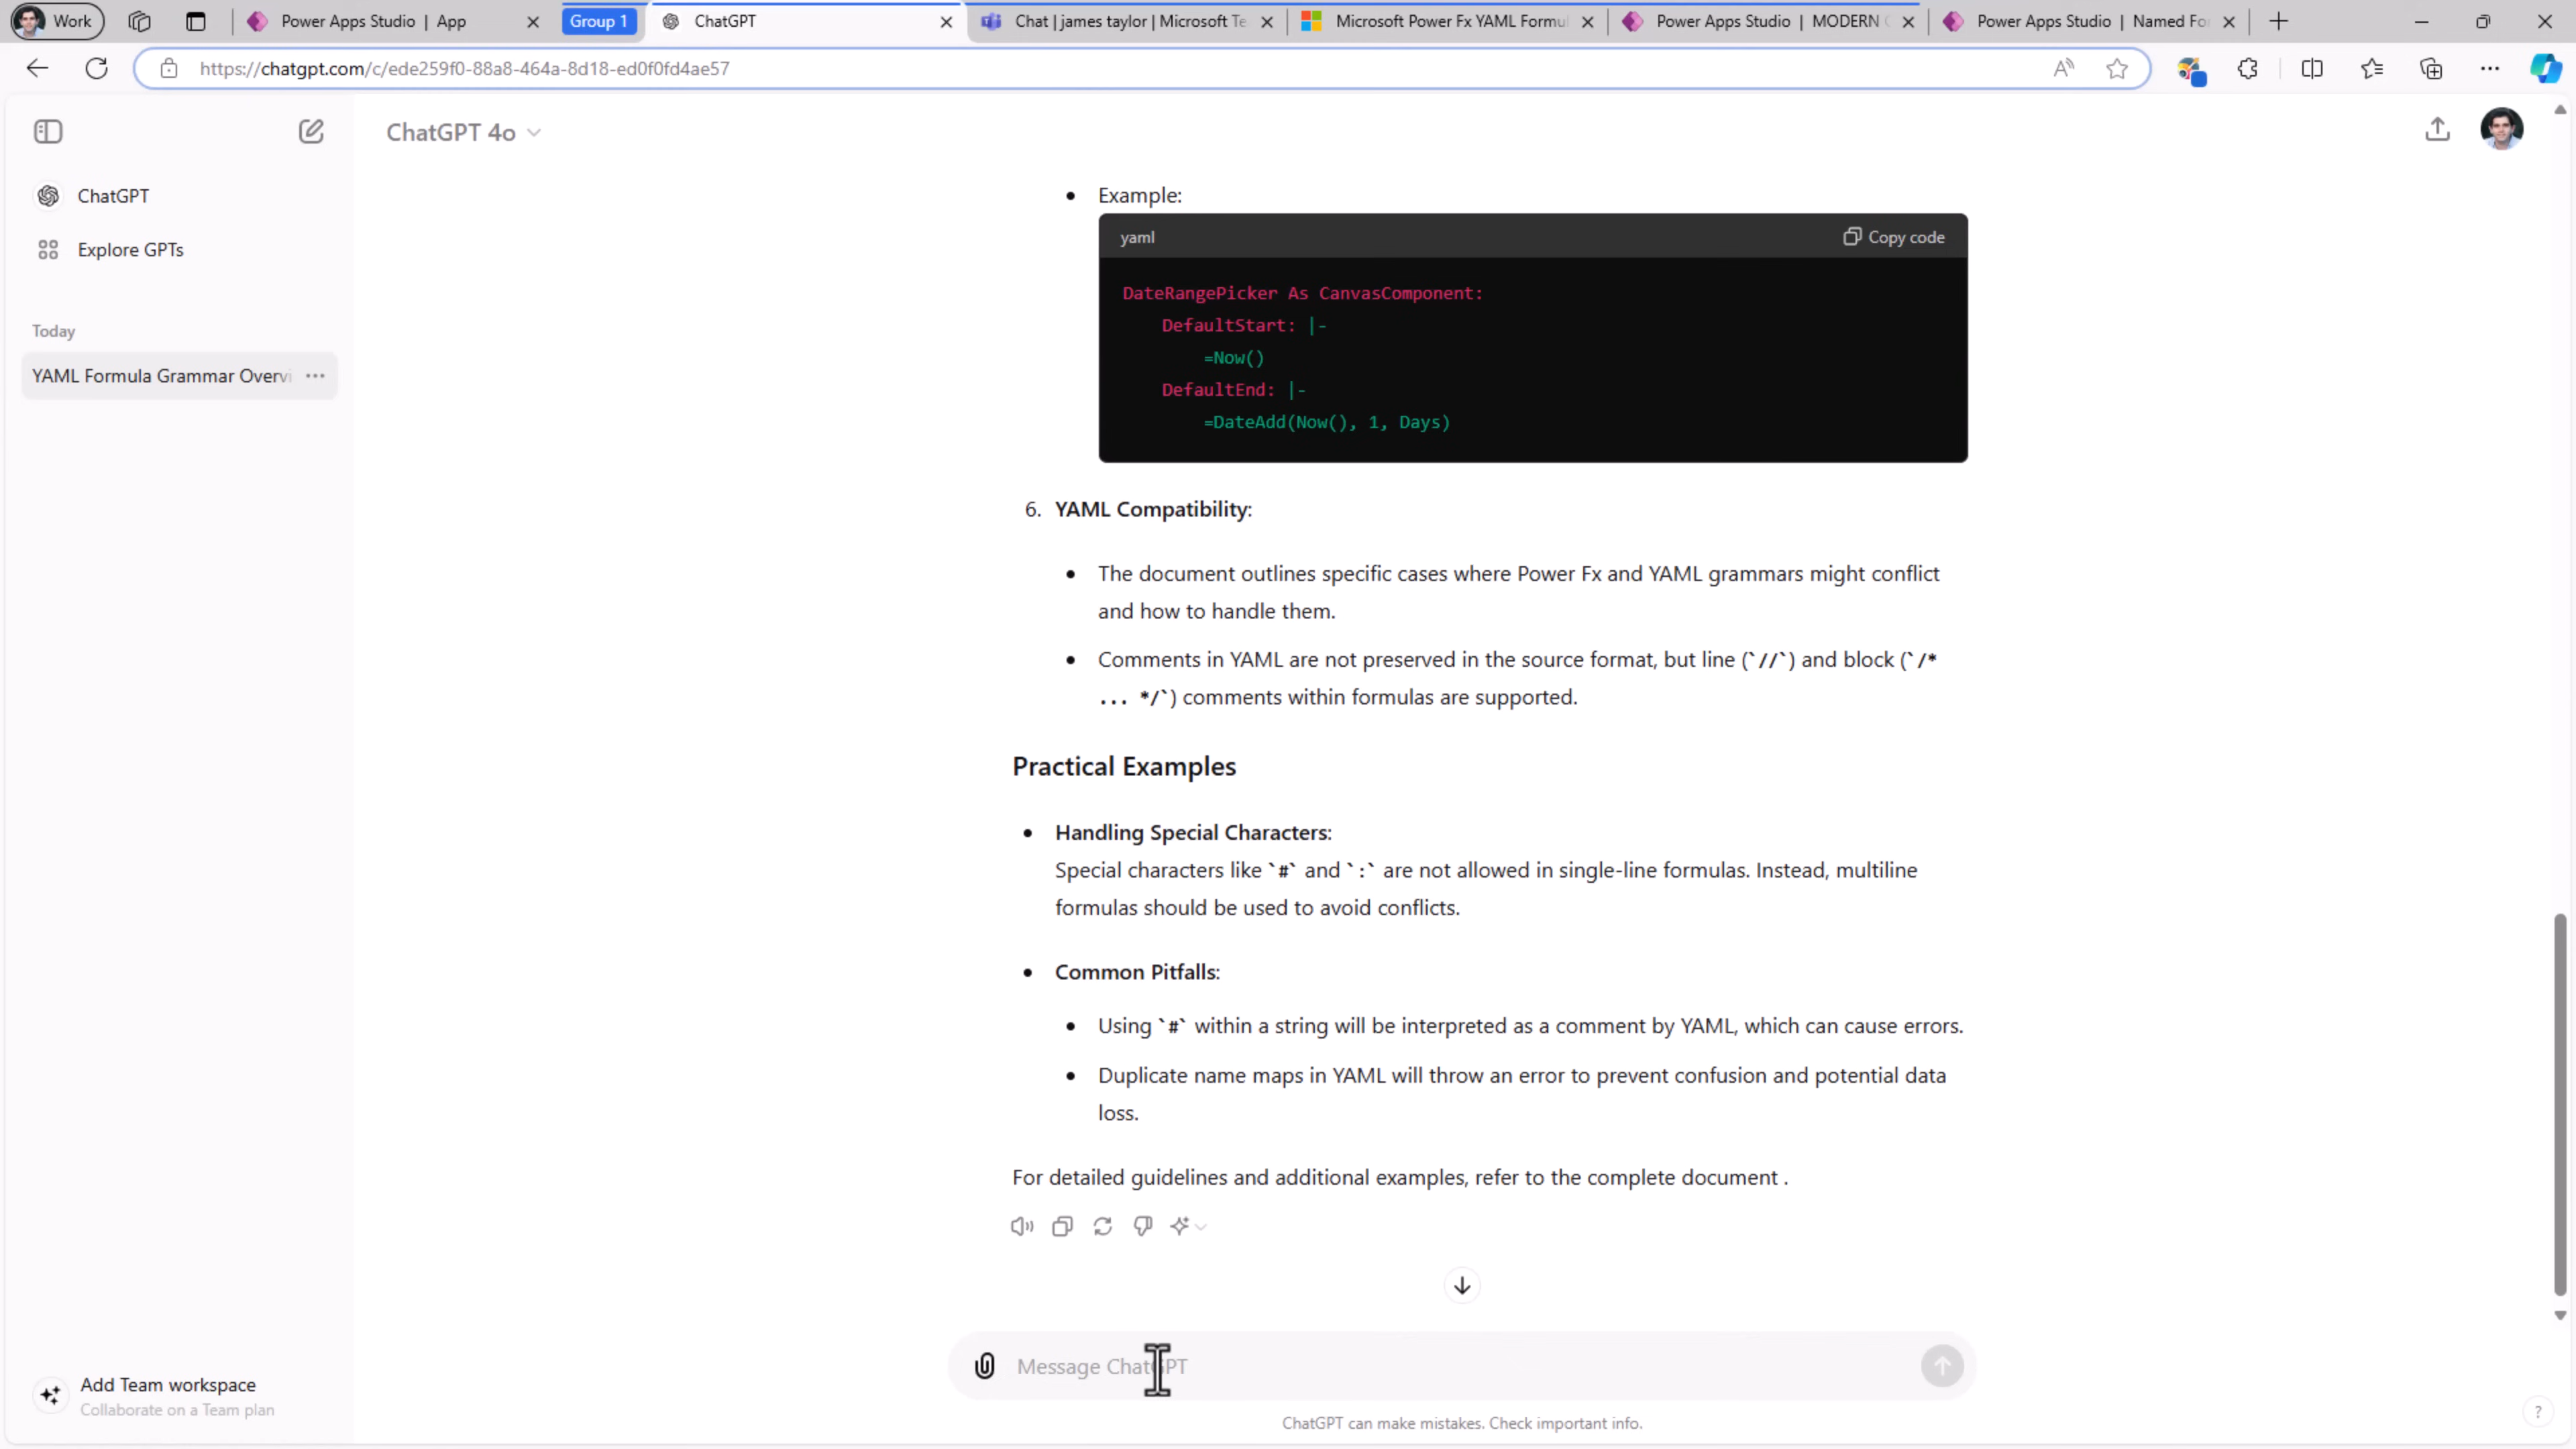 Work
Power Apps Studio | App
Group 1
ChatGPT
Chat | james taylor | Microsoft Te
Microsoft Power Fx YAML Formu
Power Apps Studio | MODERN C
Power Apps Studio | Named Fo
https://chatgpt.com/c/ede259f0-88a8-464a-8d18-ed0f0fd4ae57
ChatGPT 4o
ChatGPT
Explore GPTs
Today
YAML Formula Grammar Overvi
• Example:
yaml
Copy code
DateRangePicker As CanvasComponent:
DefaultStart: |-
=Now()
DefaultEnd: |-
=DateAdd(Now(), 1, Days)
6. YAML Compatibility:
• The document outlines specific cases where Power Fx and YAML grammars might conflict
and how to handle them.
• Comments in YAML are not preserved in the source format, but line (`//`) and block (`/*
... */`) comments within formulas are supported.
Practical Examples
• Handling Special Characters:
Special characters like `#` and `:` are not allowed in single-line formulas. Instead, multiline
formulas should be used to avoid conflicts.
• Common Pitfalls:
• Using `#` within a string will be interpreted as a comment by YAML, which can cause errors.
• Duplicate name maps in YAML will throw an error to prevent confusion and potential data
loss.
For detailed guidelines and additional examples, refer to the complete document .
Message ChatGPT
Add Team workspace
Collaborate on a Team plan
ChatGPT can make mistakes. Check important info.
?